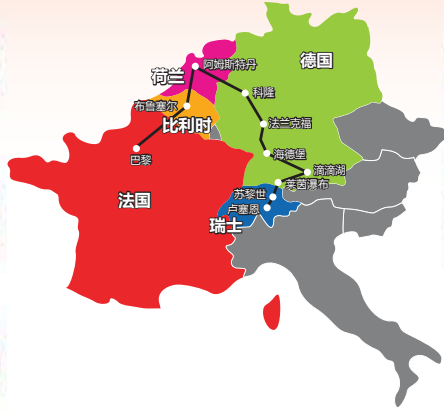 德国
阿姆斯特丹
荷兰
科隆
布鲁塞尔
比利时
法兰克福
海德堡
巴黎
滴滴湖
莱茵瀑布
苏黎世
法国
卢塞恩
瑞士